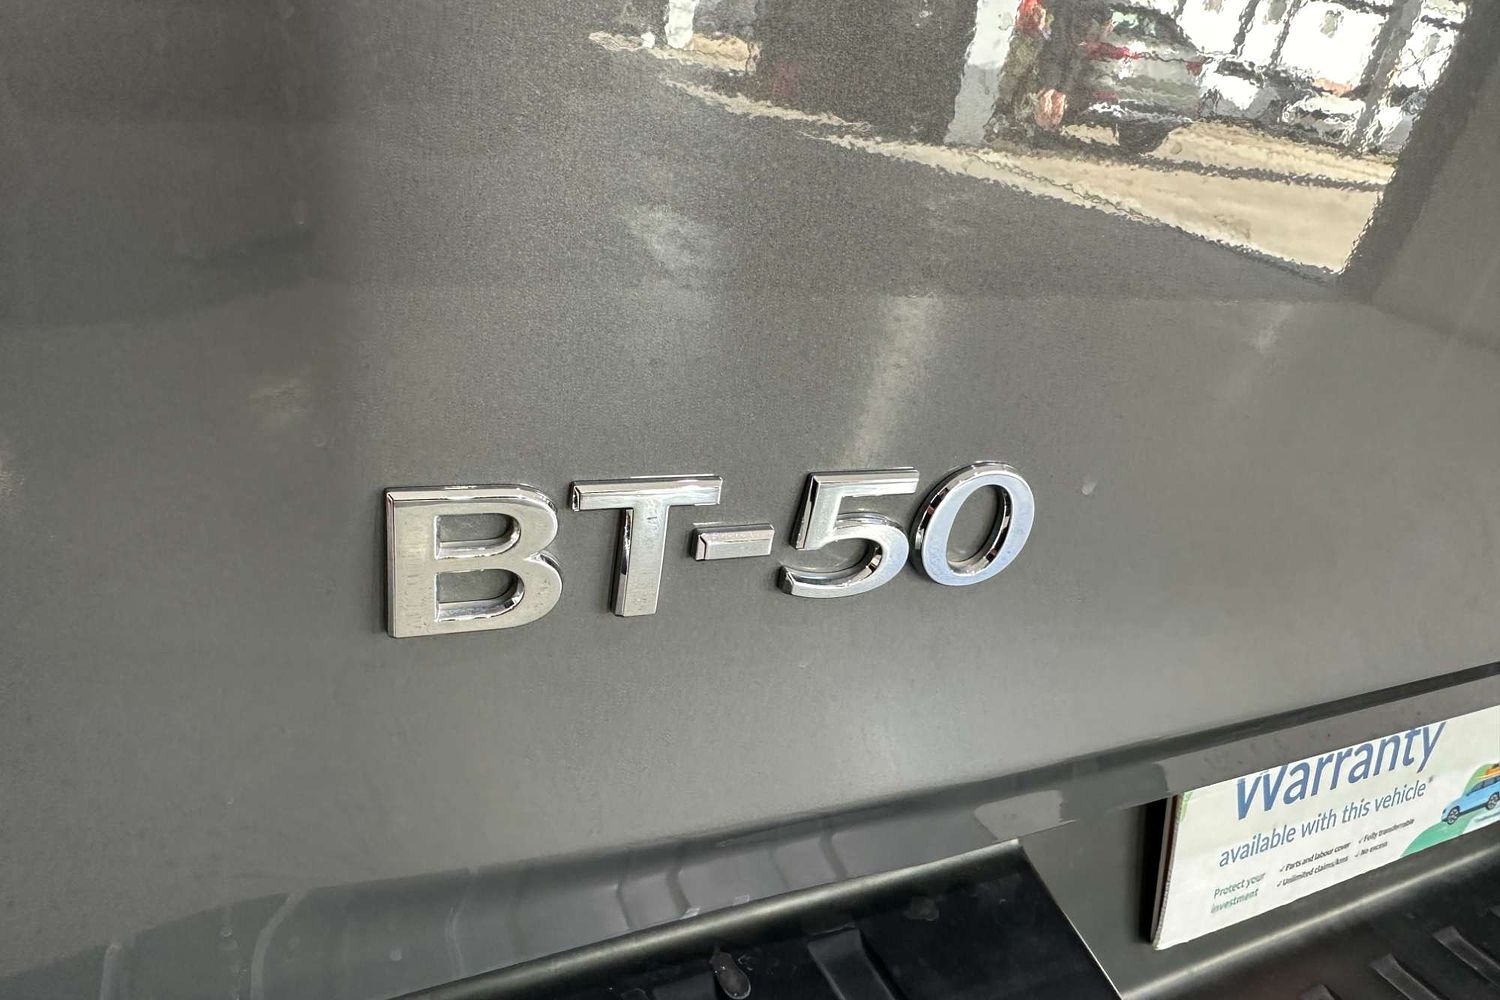 BT-50
Warranty
available with this vehicle*
Protect your
investment
✓ Parts and labour cover
✓ Unlimited claims/kms
✓ Fully transferrable
✓ No excess